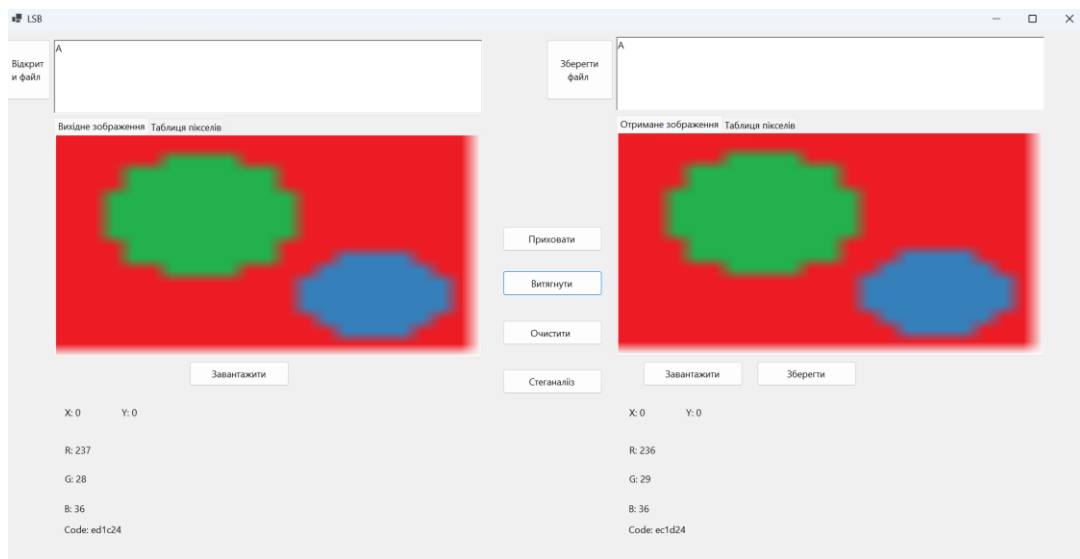 LSB
Відкрит
и файл
A
Зберегти
файл
A
Вихідне зображення Таблиця пікселів
Отримане зображення Таблиця пікселів
Приховати
Витягнути
Очистити
Стеганаліїз
Завантажити
Завантажити Зберегти
X: 0 Y: 0
R: 237
G: 28
B: 36
Code: ed1c24
X: 0 Y: 0
R: 236
G: 29
B: 36
Code: ec1d24